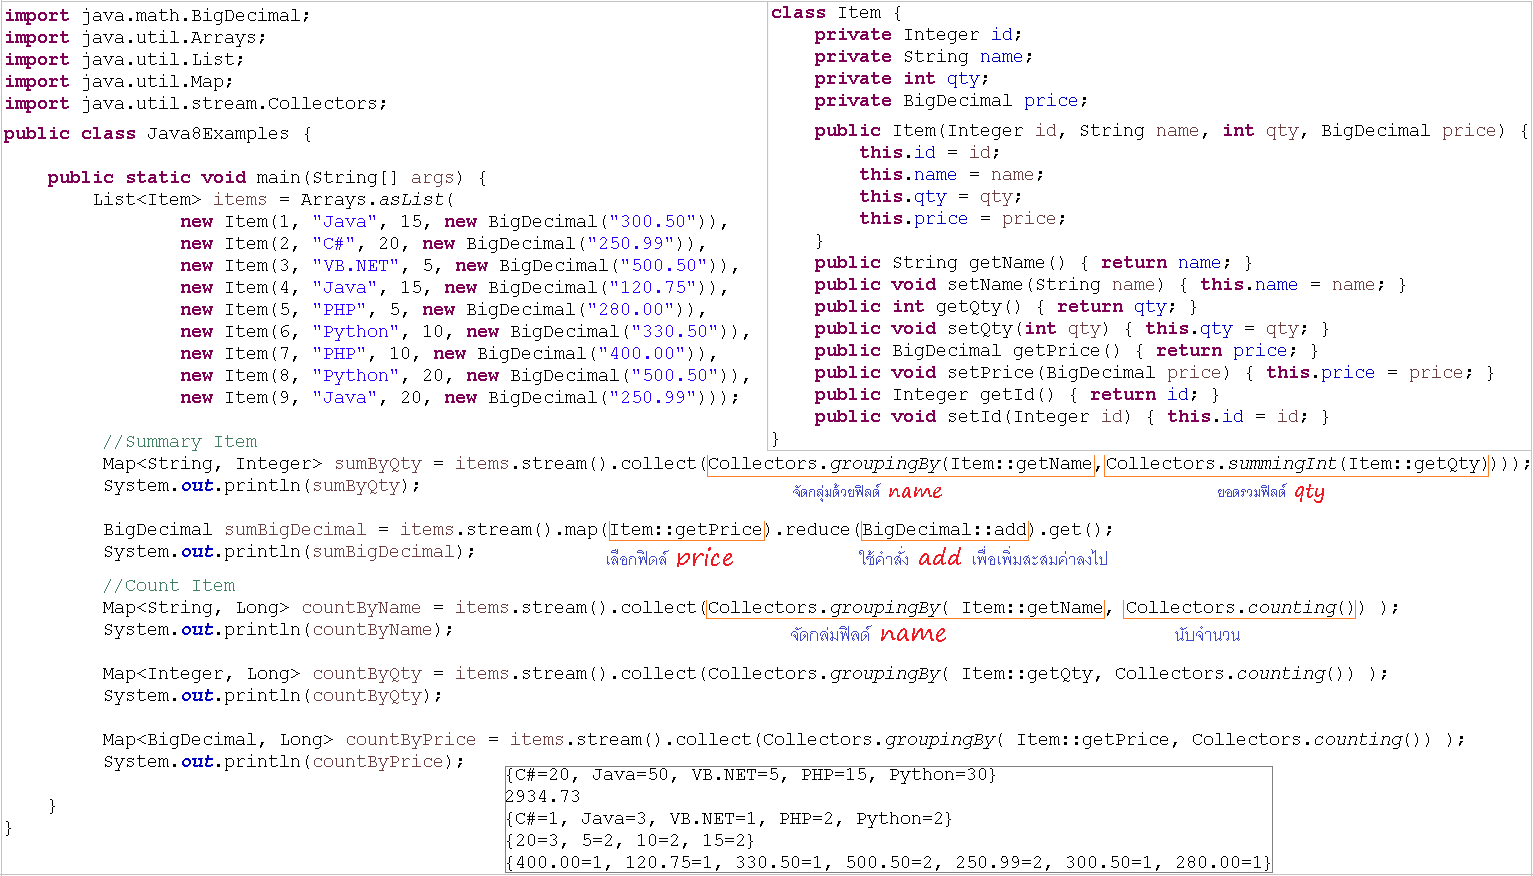 import java.math.BigDecimal;
import java.util.Arrays;
import java.util.List;
import java.util.Map;
import java.util.stream.Collectors;
public class Java8Examples {
public static void main(String[] args) {
List<Item> items = Arrays.asList(
new Item(1, "Java", 15, new BigDecimal("300.50")),
new Item(2, "C#", 20, new BigDecimal("250.99")),
new Item(3, "VB.NET", 5, new BigDecimal("500.50")),
new Item(4, "Java", 15, new BigDecimal("120.75")),
new Item(5, "PHP", 5, new BigDecimal("280.00")),
new Item(6, "Python", 10, new BigDecimal("330.50")),
new Item(7, "PHP", 10, new BigDecimal("400.00")),
new Item(8, "Python", 20, new BigDecimal("500.50")),
new Item(9, "Java", 20, new BigDecimal("250.99")));
class Item {
private Integer id;
private String name;
private int qty;
private BigDecimal price;
public Item(Integer id, String name, int qty, BigDecimal price) {
this.id = id;
this.name = name;
this.qty = qty;
this.price = price;
}
public String getName() { return name; }
public void setName(String name) { this.name = name; }
public int getQty() { return qty; }
public void setQty(int qty) { this.qty = qty; }
public BigDecimal getPrice() { return price; }
public void setPrice(BigDecimal price) { this.price = price; }
public Integer getId() { return id; }
public void setId(Integer id) { this.id = id; }
}
//Summary Item
Map<String, Integer> sumByQty = items.stream().collect(Collectors.groupingBy(Item::getName,Collectors.summingInt(Item::getQty)));
System.out.println(sumByQty);
จัดกลุ่มด้วยฟิลด์ name ยอดรวมฟิลด์ qty
BigDecimal sumBigDecimal = items.stream().map(Item::getPrice).reduce(BigDecimal::add).get();
System.out.println(sumBigDecimal);
เลือกฟิดล์ price ใช้คำสั่ง add เพื่อเพิ่มสะสมค่าลงไป
//Count Item
Map<String, Long> countByName = items.stream().collect(Collectors.groupingBy( Item::getName, Collectors.counting()) );
System.out.println(countByName);
จัดกล่มฟิลด์ name นับจำนวน
Map<Integer, Long> countByQty = items.stream().collect(Collectors.groupingBy( Item::getQty, Collectors.counting()) );
System.out.println(countByQty);
Map<BigDecimal, Long> countByPrice = items.stream().collect(Collectors.groupingBy( Item::getPrice, Collectors.counting()) );
System.out.println(countByPrice);
}
}
{C#=20, Java=50, VB.NET=5, PHP=15, Python=30}
2934.73
{C#=1, Java=3, VB.NET=1, PHP=2, Python=2}
{20=3, 5=2, 10=2, 15=2}
{400.00=1, 120.75=1, 330.50=1, 500.50=2, 250.99=2, 300.50=1, 280.00=1}